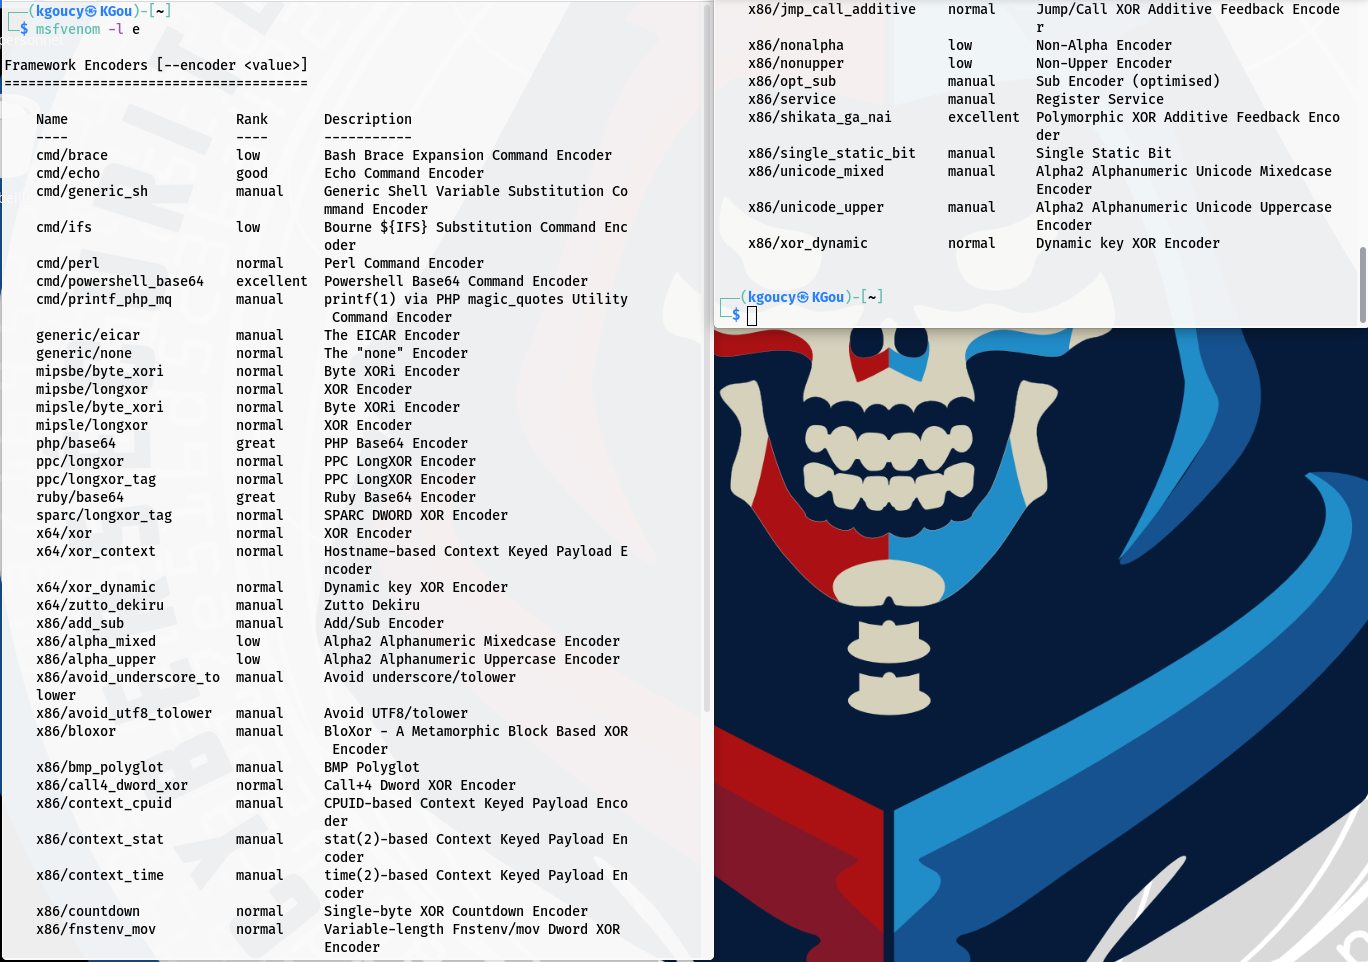 (kgoucy㉿KGou)-[~]
$ msfvenom -l e
Framework Encoders [--encoder <value>]
======================================
Name Rank Description
---- ---- -----------
cmd/brace low Bash Brace Expansion Command Encoder
cmd/echo good Echo Command Encoder
cmd/generic_sh manual Generic Shell Variable Substitution Co
mmand Encoder
cmd/ifs low Bourne ${IFS} Substitution Command Enc
oder
cmd/perl normal Perl Command Encoder
cmd/powershell_base64 excellent Powershell Base64 Command Encoder
cmd/printf_php_mq manual printf(1) via PHP magic_quotes Utility
Command Encoder
generic/eicar manual The EICAR Encoder
generic/none normal The "none" Encoder
mipsbe/byte_xori normal Byte XORi Encoder
mipsbe/longxor normal XOR Encoder
mipsle/byte_xori normal Byte XORi Encoder
mipsle/longxor normal XOR Encoder
php/base64 great PHP Base64 Encoder
ppc/longxor normal PPC LongXOR Encoder
ppc/longxor_tag normal PPC LongXOR Encoder
ruby/base64 great Ruby Base64 Encoder
sparc/longxor_tag normal SPARC DWORD XOR Encoder
x64/xor normal XOR Encoder
x64/xor_context normal Hostname-based Context Keyed Payload E
ncoder
x64/xor_dynamic normal Dynamic key XOR Encoder
x64/zutto_dekiru manual Zutto Dekiru
x86/add_sub manual Add/Sub Encoder
x86/alpha_mixed low Alpha2 Alphanumeric Mixedcase Encoder
x86/alpha_upper low Alpha2 Alphanumeric Uppercase Encoder
x86/avoid_underscore_to manual Avoid underscore/tolower
lower
x86/avoid_utf8_tolower manual Avoid UTF8/tolower
x86/bloxor manual BloXor - A Metamorphic Block Based XOR
Encoder
x86/bmp_polyglot manual BMP Polyglot
x86/call4_dword_xor normal Call+4 Dword XOR Encoder
x86/context_cpuid manual CPUID-based Context Keyed Payload Enco
der
x86/context_stat manual stat(2)-based Context Keyed Payload En
coder
x86/context_time manual time(2)-based Context Keyed Payload En
coder
x86/countdown normal Single-byte XOR Countdown Encoder
x86/fnstenv_mov normal Variable-length Fnstenv/mov Dword XOR
Encoder
x86/jmp_call_additive normal Jump/Call XOR Additive Feedback Encode
r
x86/nonalpha low Non-Alpha Encoder
x86/nonupper low Non-Upper Encoder
x86/opt_sub manual Sub Encoder (optimised)
x86/service manual Register Service
x86/shikata_ga_nai excellent Polymorphic XOR Additive Feedback Enco
der
x86/single_static_bit manual Single Static Bit
x86/unicode_mixed manual Alpha2 Alphanumeric Unicode Mixedcase
Encoder
x86/unicode_upper manual Alpha2 Alphanumeric Unicode Uppercase
Encoder
x86/xor_dynamic normal Dynamic key XOR Encoder
(kgoucy㉿KGou)-[~]
$